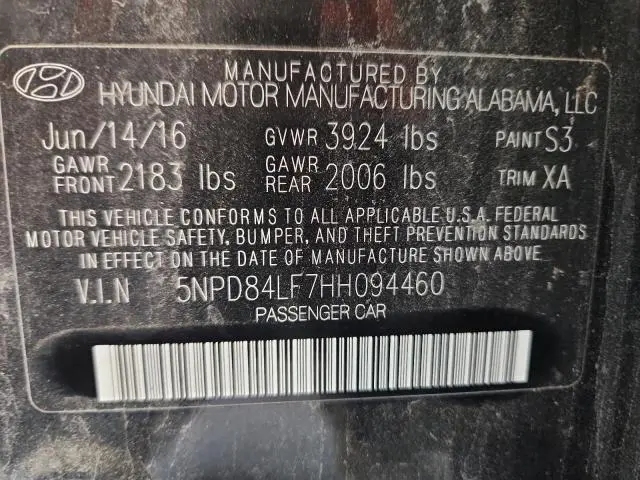 MANUFACTURED BY
HYUNDAI MOTOR MANUFACTURING ALABAMA, LLC
Jun/14/16 GVWR 3924 lbs PAINT S3
GAWR FRONT 2183 lbs GAWR REAR 2006 lbs TRIM XA
THIS VEHICLE CONFORMS TO ALL APPLICABLE U.S.A. FEDERAL
MOTOR VEHICLE SAFETY, BUMPER, AND THEFT PREVENTION STANDARDS
IN EFFECT ON THE DATE OF MANUFACTURE SHOWN ABOVE.
V.I.N 5NPD84LF7HH094460
PASSENGER CAR